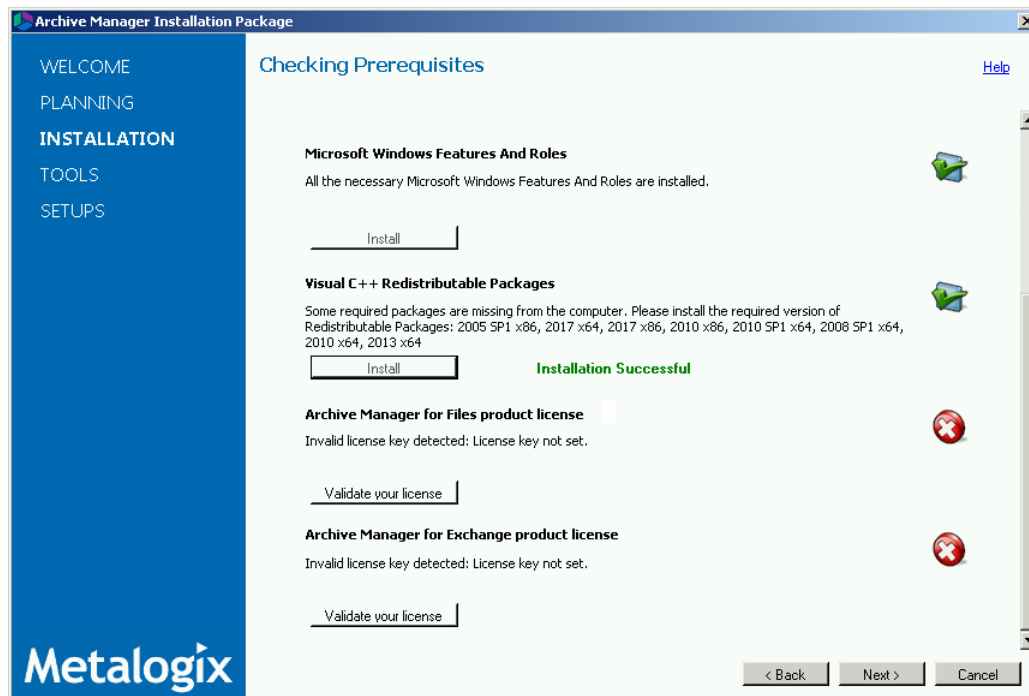 Archive Manager Installation Package
WELCOME
PLANNING
INSTALLATION
TOOLS
SETUPS
Metalogix
Checking Prerequisites
Help
Microsoft Windows Features And Roles
All the necessary Microsoft Windows Features And Roles are installed.
Install
Visual C++ Redistributable Packages
Some required packages are missing from the computer. Please install the required version of
Redistributable Packages: 2005 SP1 x86, 2017 x64, 2017 x86, 2010 x86, 2010 SP1 x64, 2008 SP1 x64,
2010 x64, 2013 x64
Install
Installation Successful
Archive Manager for Files product license
Invalid license key detected: License key not set.
Validate your license
Archive Manager for Exchange product license
Invalid license key detected: License key not set.
Validate your license
< Back
Next >
Cancel